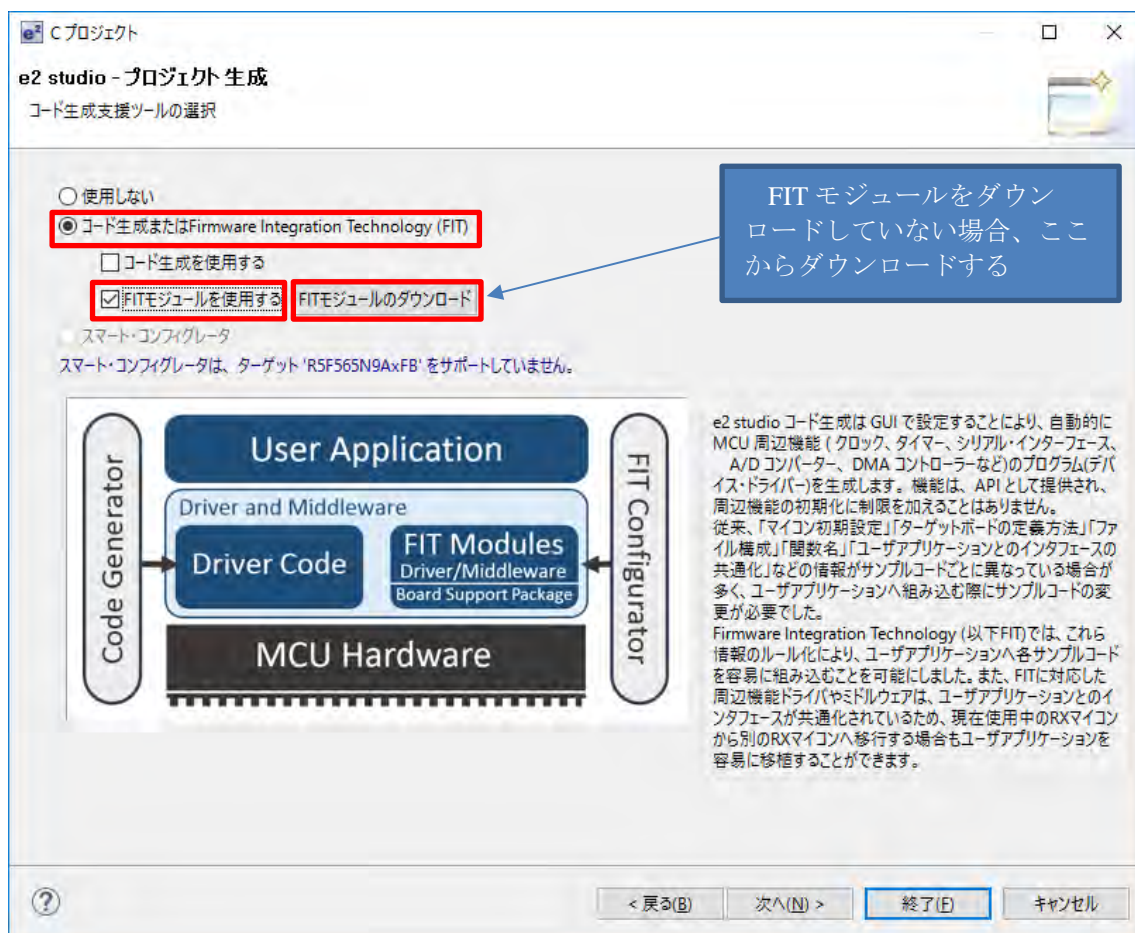 e² C プロジェクト
e2 studio - プロジェクト生成
コード生成支援ツールの選択
使用しない
コード生成またはFirmware Integration Technology (FIT)
コード生成を使用する
FITモジュールを使用する FITモジュールのダウンロード
FIT モジュールをダウン
ロードしていない場合、ここ
からダウンロードする
スマート・コンフィグレータ
スマート・コンフィグレータは、ターゲット 'R5F565N9AxFB' をサポートしていません。
Code Generator
User Application
Driver and Middleware
Driver Code
FIT Modules
Driver/Middleware
Board Support Package
MCU Hardware
FIT Configurator
e2 studio コード生成は GUI で設定することにより、自動的に
MCU 周辺機能 ( クロック、タイマー、シリアル・インターフェース、
A/D コンバーター、 DMA コントローラーなど)のプログラム(デバ
イス・ドライバー)を生成します。機能は、API として提供され、
周辺機能の初期化に制限を加えることはありません。
従来、「マイコン初期設定」「ターゲットボードの定義方法」「ファ
イル構成」「関数名」「ユーザアプリケーションとのインタフェースの
共通化」などの情報がサンプルコードごとに異なっている場合が
多く、ユーザアプリケーションへ組み込む際にサンプルコードの変
更が必要でした。
Firmware Integration Technology (以下FIT)では、これら
情報のルール化により、ユーザアプリケーションへ各サンプルコード
を容易に組み込むことを可能にしました。また、FITに対応した
周辺機能ドライバやミドルウェアは、ユーザアプリケーションとのイ
ンタフェースが共通化されているため、現在使用中のRXマイコン
から別のRXマイコンへ移行する場合もユーザアプリケーションを
容易に移植することができます。
? < 戻る(B) 次へ(N) > 終了(F) キャンセル